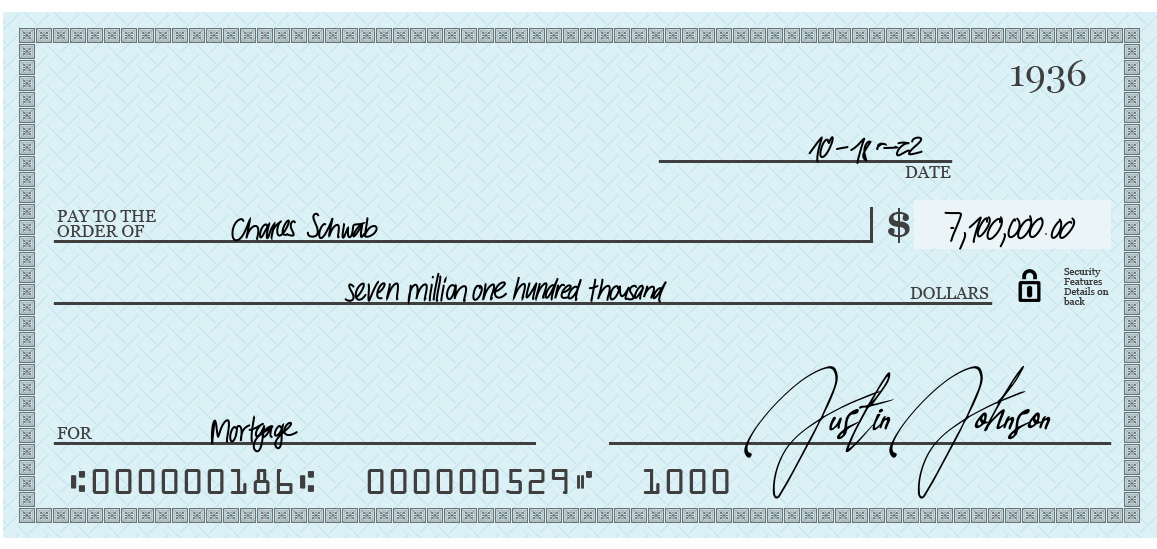 1936
10-18-22
DATE
PAY TO THE
ORDER OF Charles Schwab $ 7,100,000.00
seven million one hundred thousand DOLLARS
Security
Features
Details on
back
FOR Mortgage Justin Johnson
⑆000000186⑆ 000000529⑈ 1000